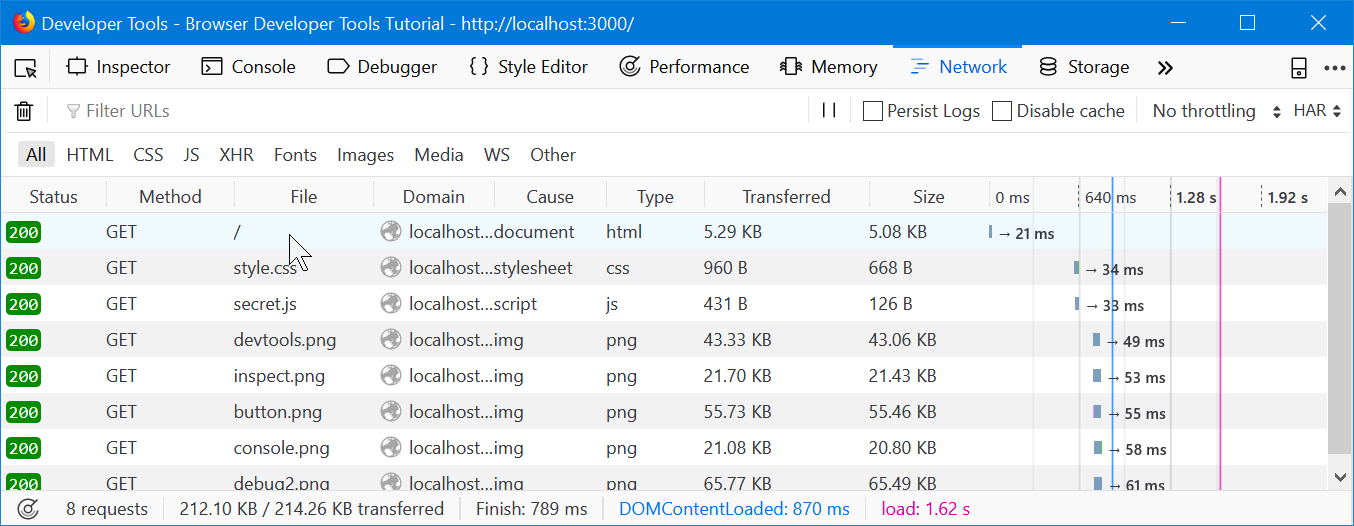 Developer Tools - Browser Developer Tools Tutorial - http://localhost:3000/
Inspector Console Debugger Style Editor Performance Memory Network Storage
Filter URLs Persist Logs Disable cache No throttling HAR
All HTML CSS JS XHR Fonts Images Media WS Other
Status Method File Domain Cause Type Transferred Size 0 ms 640 ms 1.28 s 1.92 s
200 GET / localhost...document html 5.29 KB 5.08 KB → 21 ms
200 GET style.css localhost...stylesheet css 960 B 668 B → 34 ms
200 GET secret.js localhost...script js 431 B 126 B → 33 ms
200 GET devtools.png localhost...img png 43.33 KB 43.06 KB → 49 ms
200 GET inspect.png localhost...img png 21.70 KB 21.43 KB → 53 ms
200 GET button.png localhost...img png 55.73 KB 55.46 KB → 55 ms
200 GET console.png localhost...img png 21.08 KB 20.80 KB → 58 ms
200 GET debug2.png localhost...img png 65.77 KB 65.49 KB → 61 ms
8 requests 212.10 KB / 214.26 KB transferred Finish: 789 ms DOMContentLoaded: 870 ms load: 1.62 s